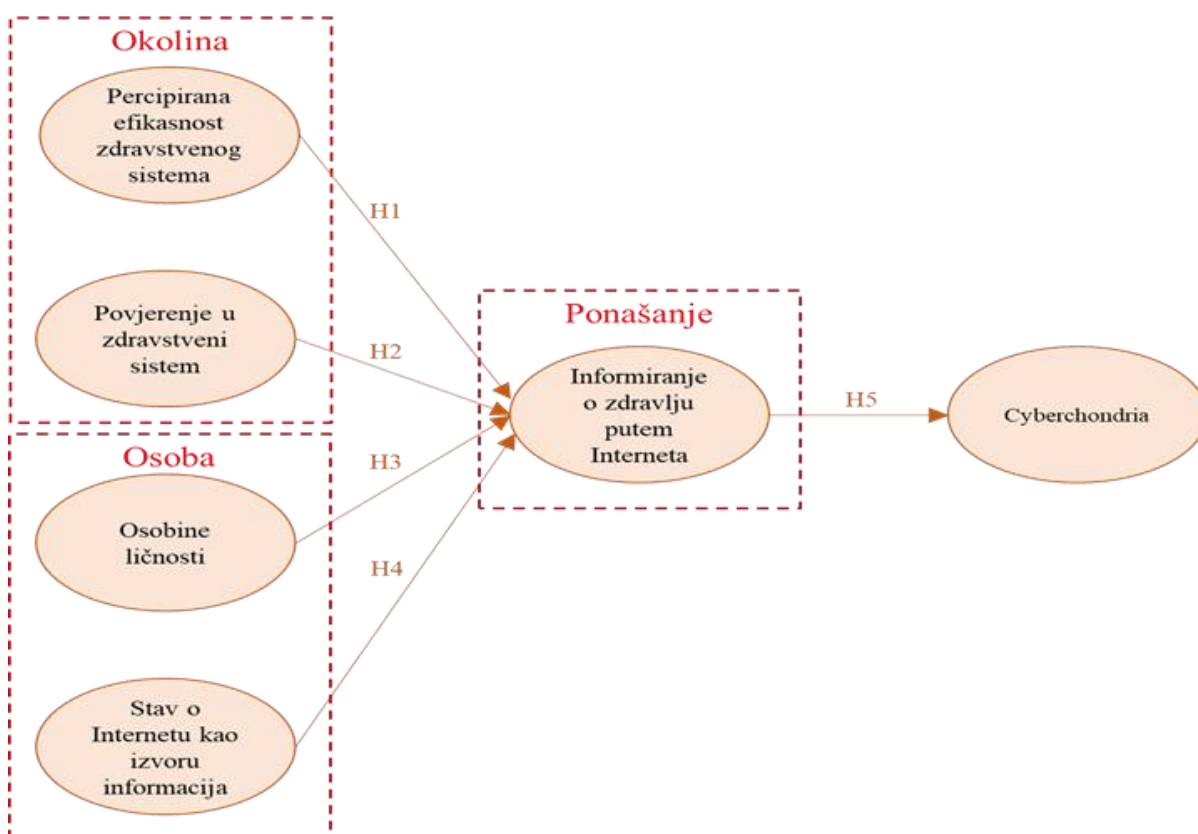 Okolina
Percipirana
efikasnost
zdravstvenog
sistema
H1
Povjerenje u
zdravstveni
sistem
H2
Ponašanje
Informiranje
o zdravlju
putem
Interneta
H5
Cyberchondria
Osoba
H3
Osobine
ličnosti
H4
Stav o
Internetu kao
izvoru
informacija